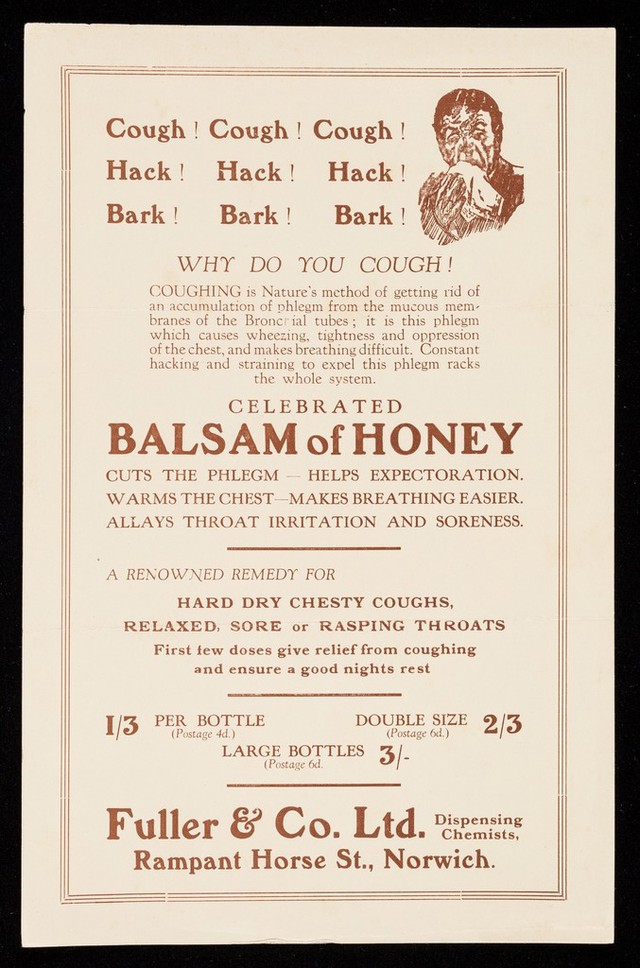 Cough ! Cough ! Cough !
Hack ! Hack ! Hack !
Bark ! Bark ! Bark !
WHY DO YOU COUGH !
COUGHING is Nature's method of getting rid of
an accumulation of phlegm from the mucous mem-
branes of the Bronchial tubes ; it is this phlegm
which causes wheezing, tightness and oppression
of the chest, and makes breathing difficult. Constant
hacking and straining to expel this phlegm racks
the whole system.
CELEBRATED
BALSAM of HONEY
CUTS THE PHLEGM — HELPS EXPECTORATION.
WARMS THE CHEST—MAKES BREATHING EASIER.
ALLAYS THROAT IRRITATION AND SORENESS.
A RENOWNED REMEDY FOR
HARD DRY CHESTY COUGHS,
RELAXED, SORE or RASPING THROATS
First few doses give relief from coughing
and ensure a good nights rest
1/3 PER BOTTLE DOUBLE SIZE 2/3
(Postage 4d.) (Postage 6d.)
LARGE BOTTLES 3/-
(Postage 6d.
Fuller & Co. Ltd. Dispensing
Chemists,
Rampant Horse St., Norwich.